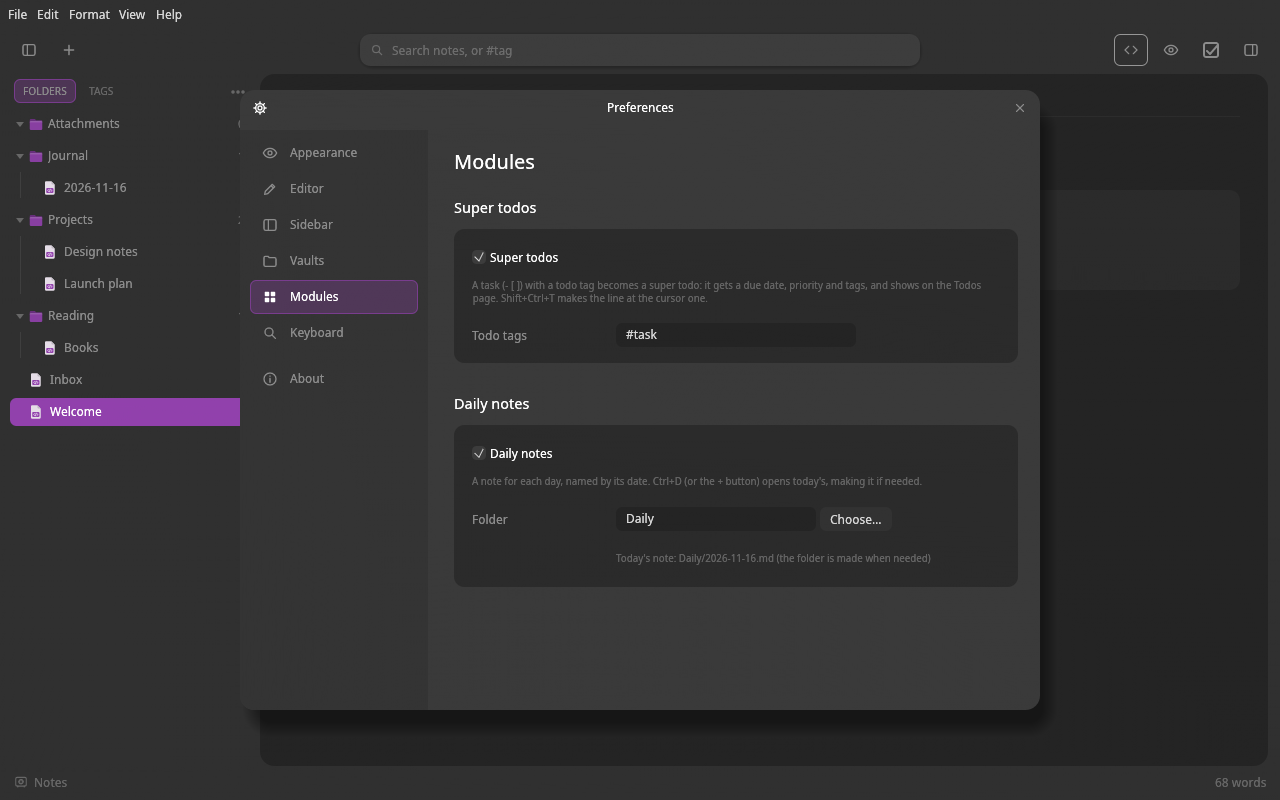 File Edit Format View Help
Search notes, or #tag
FOLDERS TAGS
Attachments
Journal
2026-11-16
Projects
Design notes
Launch plan
Reading
Books
Inbox
Welcome
Notes
68 words
Preferences
Appearance
Editor
Sidebar
Vaults
Modules
Keyboard
About
Modules
Super todos
Super todos
A task (- [ ]) with a todo tag becomes a super todo: it gets a due date, priority and tags, and shows on the Todos
page. Shift+Ctrl+T makes the line at the cursor one.
Todo tags #task
Daily notes
Daily notes
A note for each day, named by its date. Ctrl+D (or the + button) opens today's, making it if needed.
Folder Daily Choose...
Today's note: Daily/2026-11-16.md (the folder is made when needed)